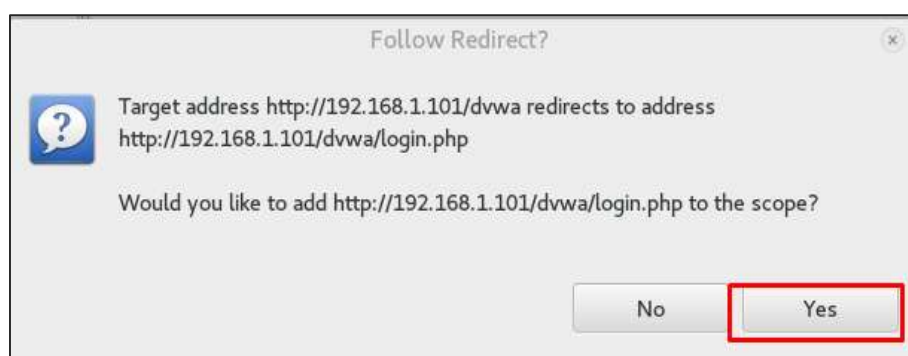 Follow Redirect?
Target address http://192.168.1.101/dvwa redirects to address
http://192.168.1.101/dvwa/login.php
Would you like to add http://192.168.1.101/dvwa/login.php to the scope?
No
Yes